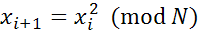 x_{i+1} = x_i^2 (mod N)